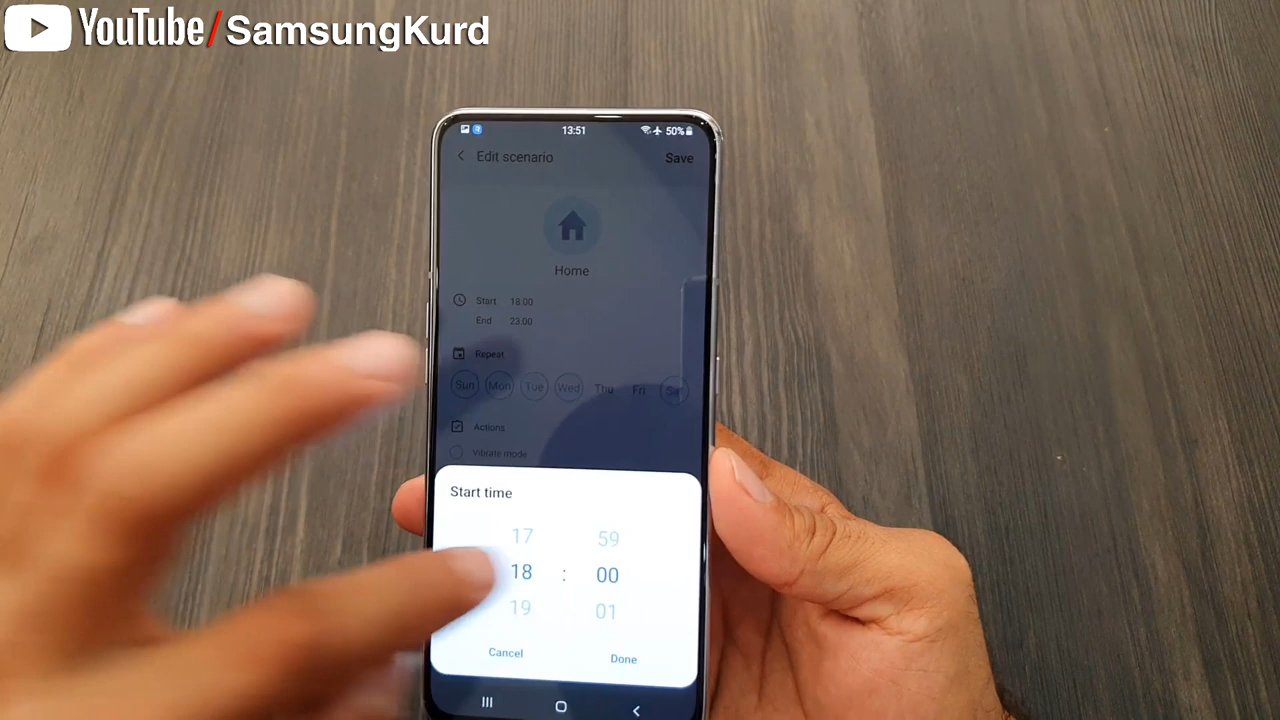 YouTube/SamsungKurd
13:51
50%
Edit scenario
Save
Home
Start 18:00
End 23:00
Repeat
Sun Mon Tue Wed Thu Fri Sat
Actions
Vibrate mode
Start time
17 59
18 : 00
19 01
Cancel Done